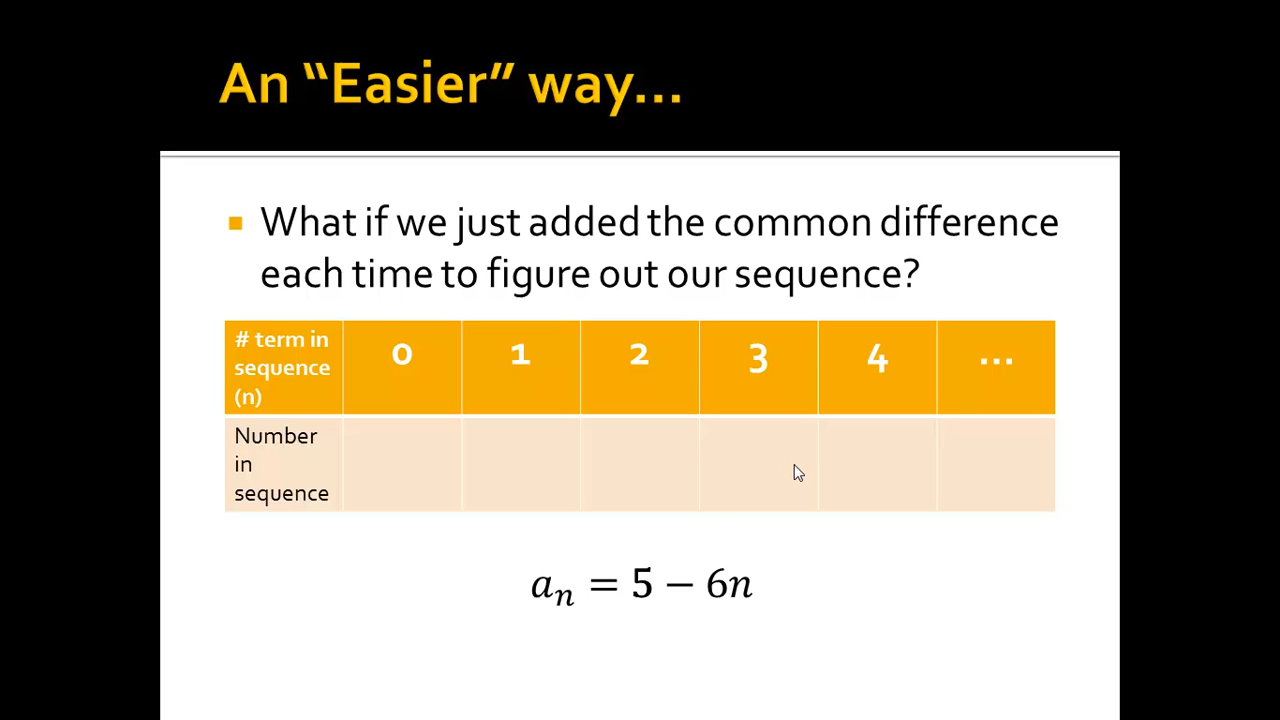 An “Easier” way…
What if we just added the common difference
each time to figure out our sequence?
# term in
sequence
(n)
0
1
2
3
4
…
Number
in
sequence
aₙ = 5 − 6n